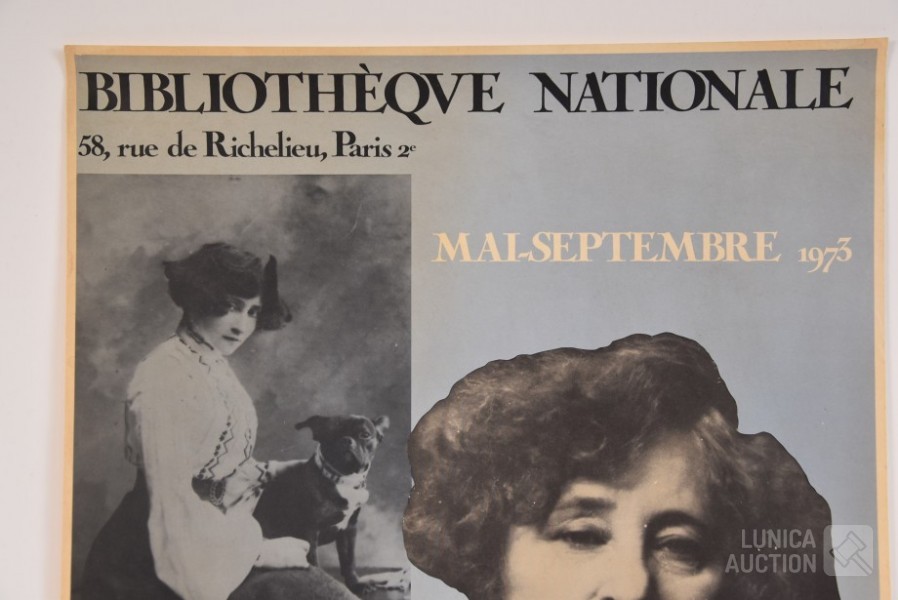 BIBLIOTHÈQVE NATIONALE
58, rue de Richelieu, Paris 2e
MAI-SEPTEMBRE 1973
LUNICA
AUCTION